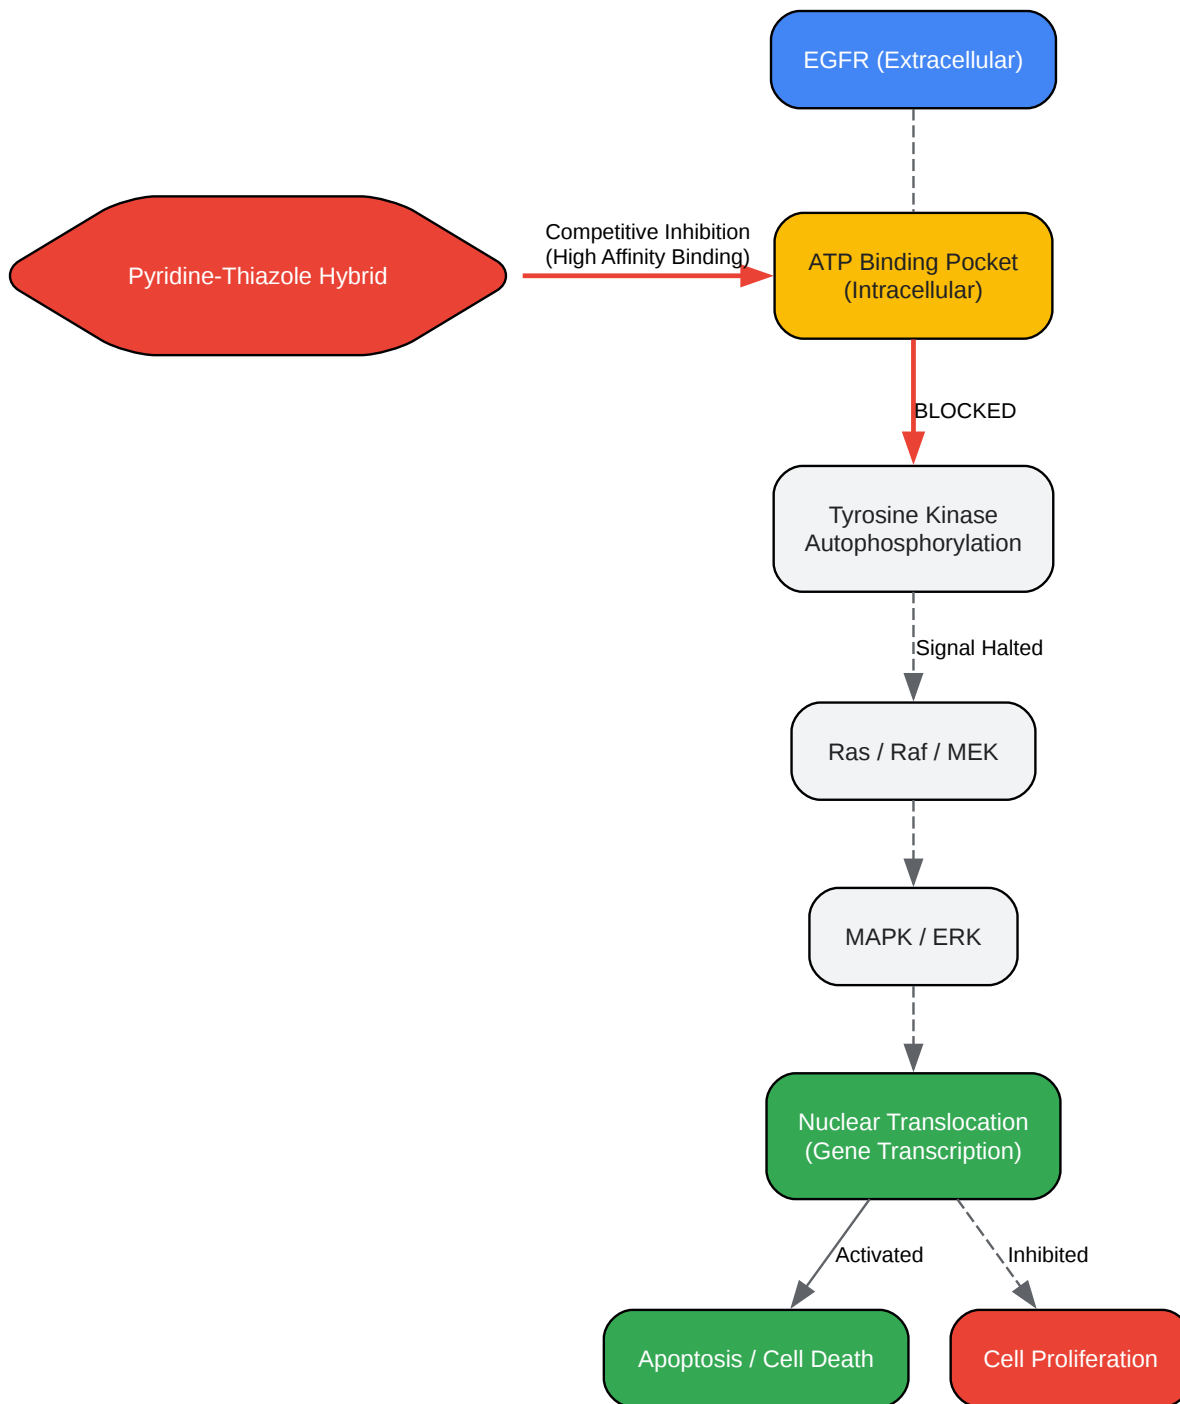 EGFR (Extracellular)
Pyridine-Thiazole Hybrid
Competitive Inhibition
(High Affinity Binding)
ATP Binding Pocket
(Intracellular)
BLOCKED
Tyrosine Kinase
Autophosphorylation
Signal Halted
Ras / Raf / MEK
MAPK / ERK
Nuclear Translocation
(Gene Transcription)
Activated
Inhibited
Apoptosis / Cell Death
Cell Proliferation